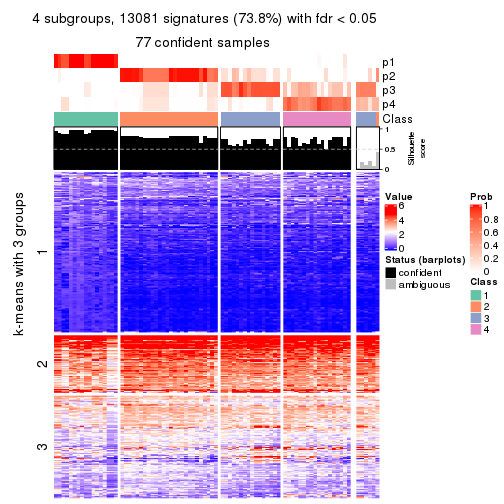 4 subgroups, 13081 signatures (73.8%) with fdr < 0.05
77 confident samples
p1
p2
p3
p4
Class
1
0.5
0
Silhouette
score
k-means with 3 groups
1
2
3
Value
6
4
2
0
Status (barplots)
confident
ambiguous
Prob
1
0.8
0.6
0.4
0.2
0
Class
1
2
3
4